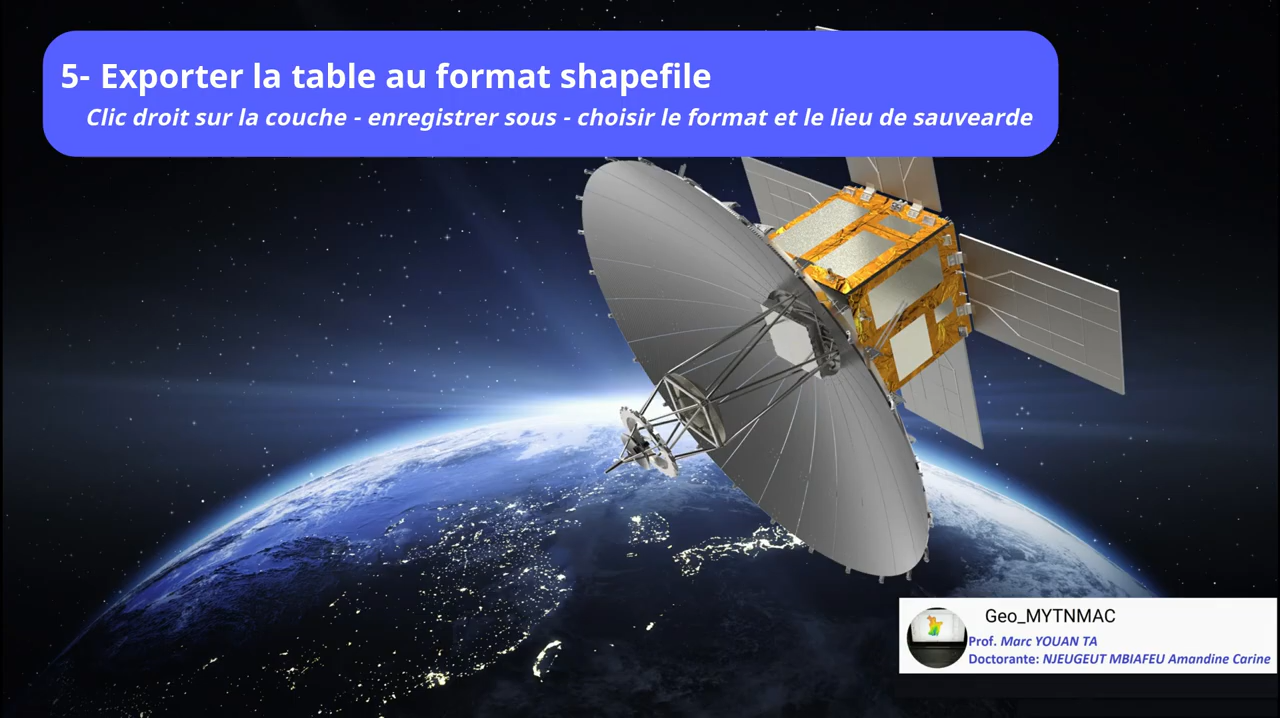 5- Exporter la table au format shapefile
Clic droit sur la couche - enregistrer sous - choisir le format et le lieu de sauvearde
Geo_MYTNMAC
Prof. Marc YOUAN TA
Doctorante: NJEUGEUT MBIAFEU Amandine Carine